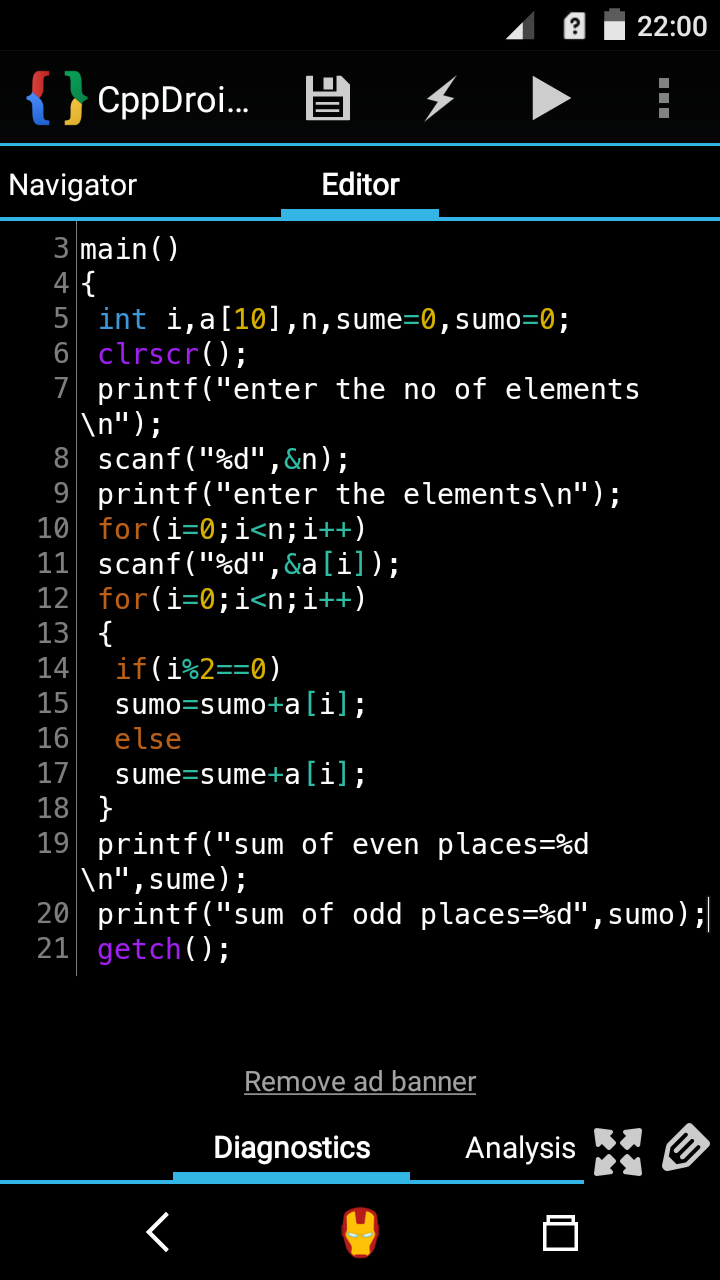 22:00
CppDroi...
Navigator
Editor
3 main()
4 {
5 int i,a[10],n,sume=0,sumo=0;
6 clrscr();
7 printf("enter the no of elements
\n");
8 scanf("%d",&n);
9 printf("enter the elements\n");
10 for(i=0;i<n;i++)
11 scanf("%d",&a[i]);
12 for(i=0;i<n;i++)
13 {
14 if(i%2==0)
15 sumo=sumo+a[i];
16 else
17 sume=sume+a[i];
18 }
19 printf("sum of even places=%d
\n",sume);
20 printf("sum of odd places=%d",sumo);
21 getch();
Remove ad banner
Diagnostics
Analysis